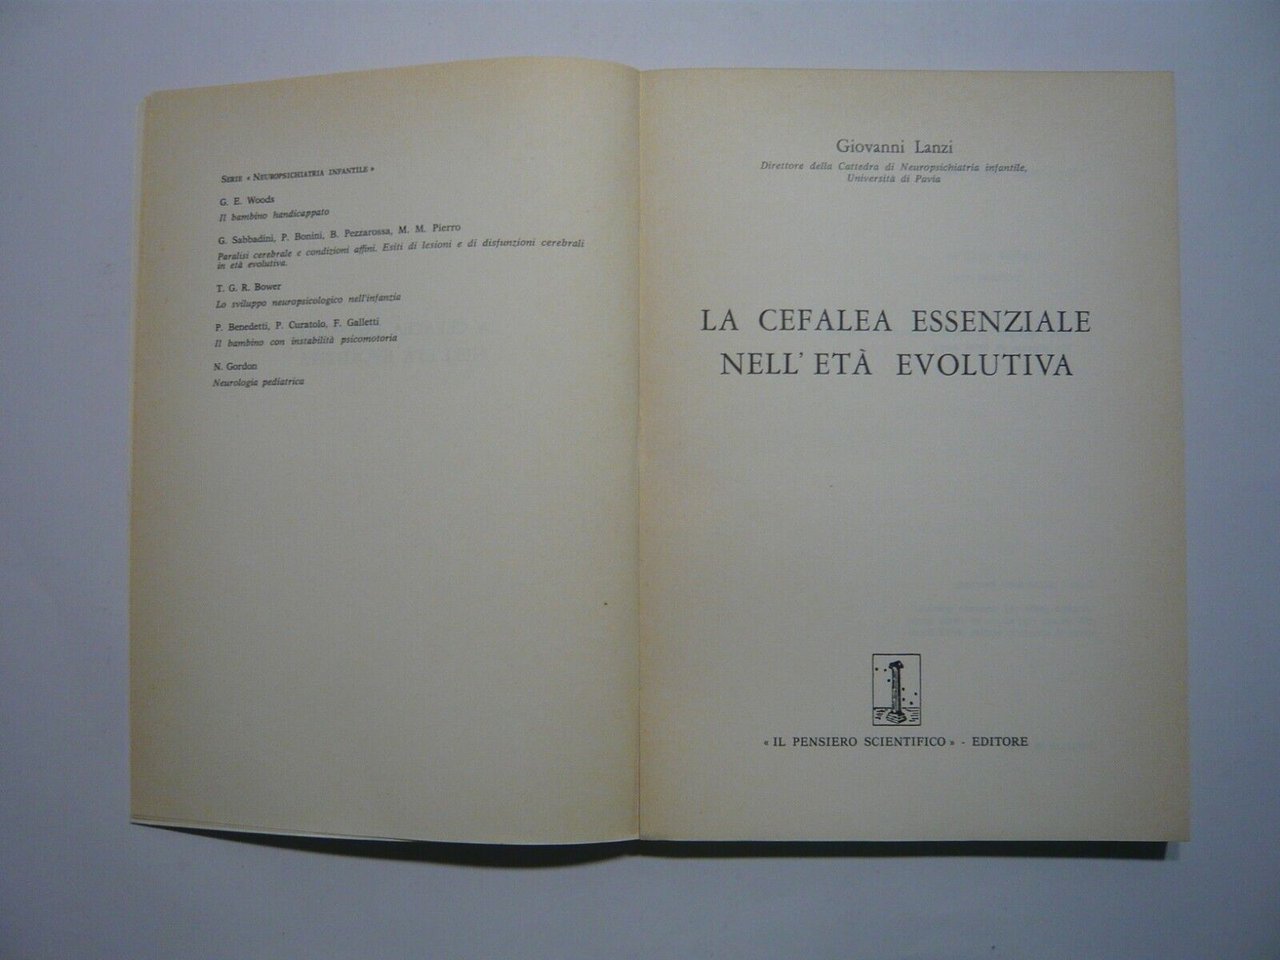 SERIE « NEUROPSICHIATRIA INFANTILE »
G. E. Woods
Il bambino handicappato
G. Sabbadini, P. Bonini, B. Pezzarossa, M. M. Pierro
Paralisi cerebrale e condizioni affini. Esiti di lesioni e di disfunzioni cerebrali
in età evolutiva.
T. G. R. Bower
Lo sviluppo neuropsicologico nell'infanzia
P. Benedetti, P. Curatolo, F. Galletti
Il bambino con instabilità psicomotoria
N. Gordon
Neurologia pediatrica
Giovanni Lanzi
Direttore della Cattedra di Neuropsichiatria infantile,
Università di Pavia
LA CEFALEA ESSENZIALE
NELL' ETÀ EVOLUTIVA
« IL PENSIERO SCIENTIFICO » - EDITORE